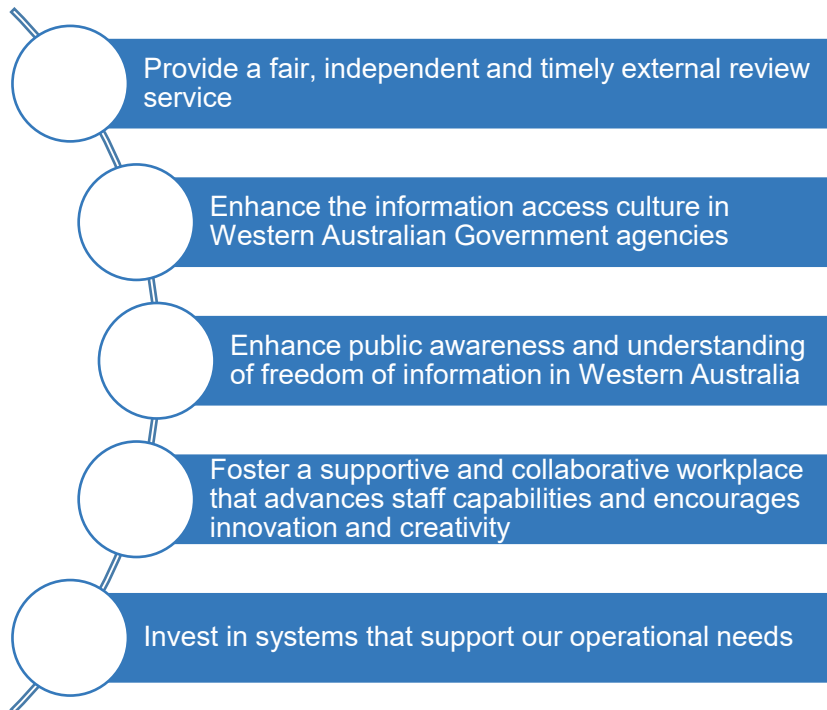 Provide a fair, independent and timely external review
service
Enhance the information access culture in
Western Australian Government agencies
Enhance public awareness and understanding
of freedom of information in Western Australia
Foster a supportive and collaborative workplace
that advances staff capabilities and encourages
innovation and creativity
Invest in systems that support our operational needs